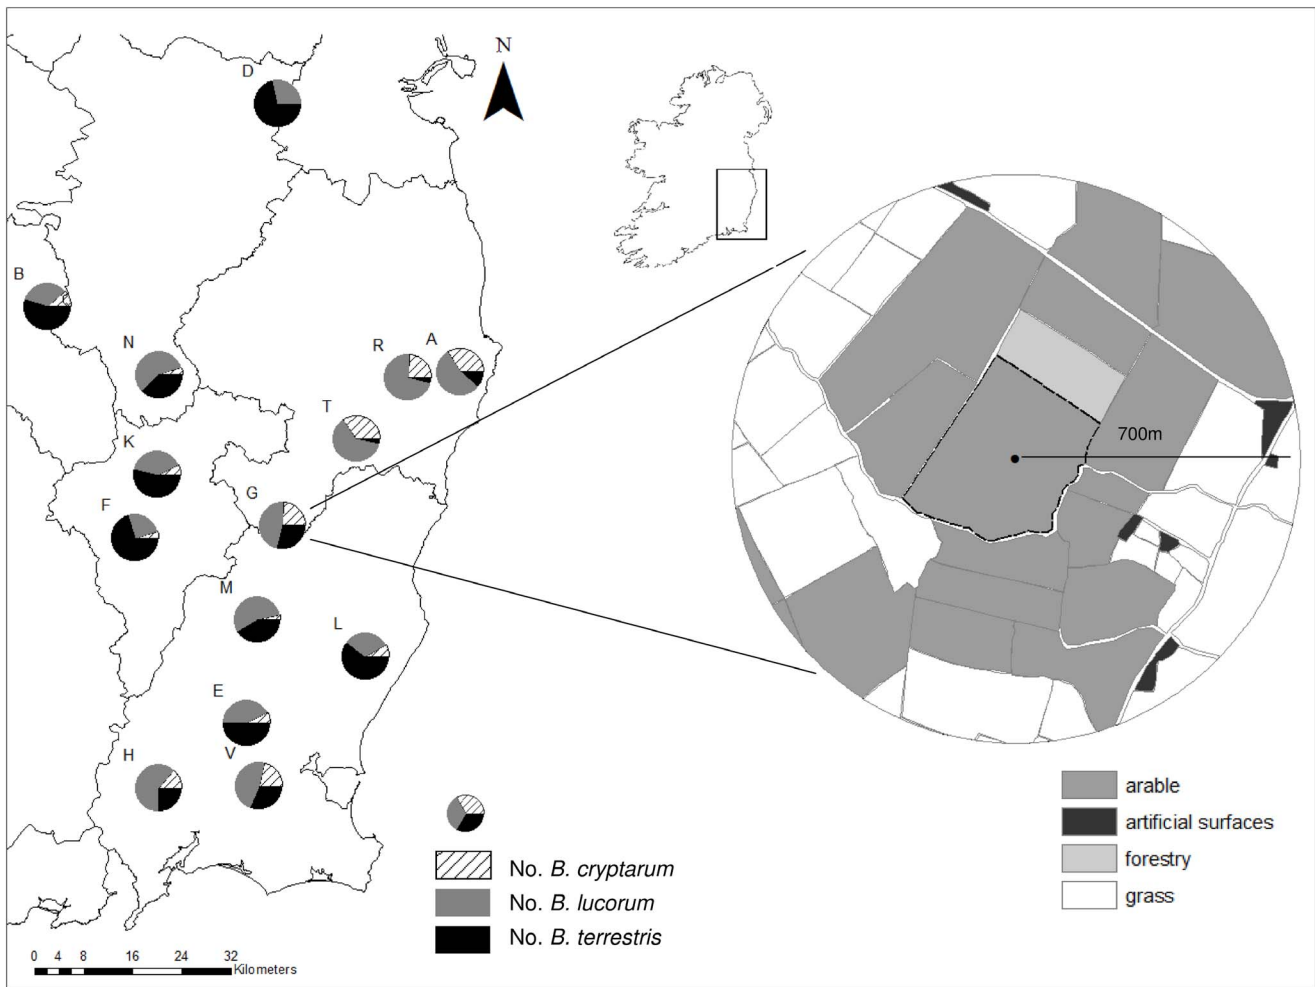 N
D
B
N
R
A
T
K
G
F
M
L
E
H
V
700m
No. B. cryptarum
No. B. lucorum
No. B. terrestris
0 4 8 16 24 32
Kilometers
arable
artificial surfaces
forestry
grass